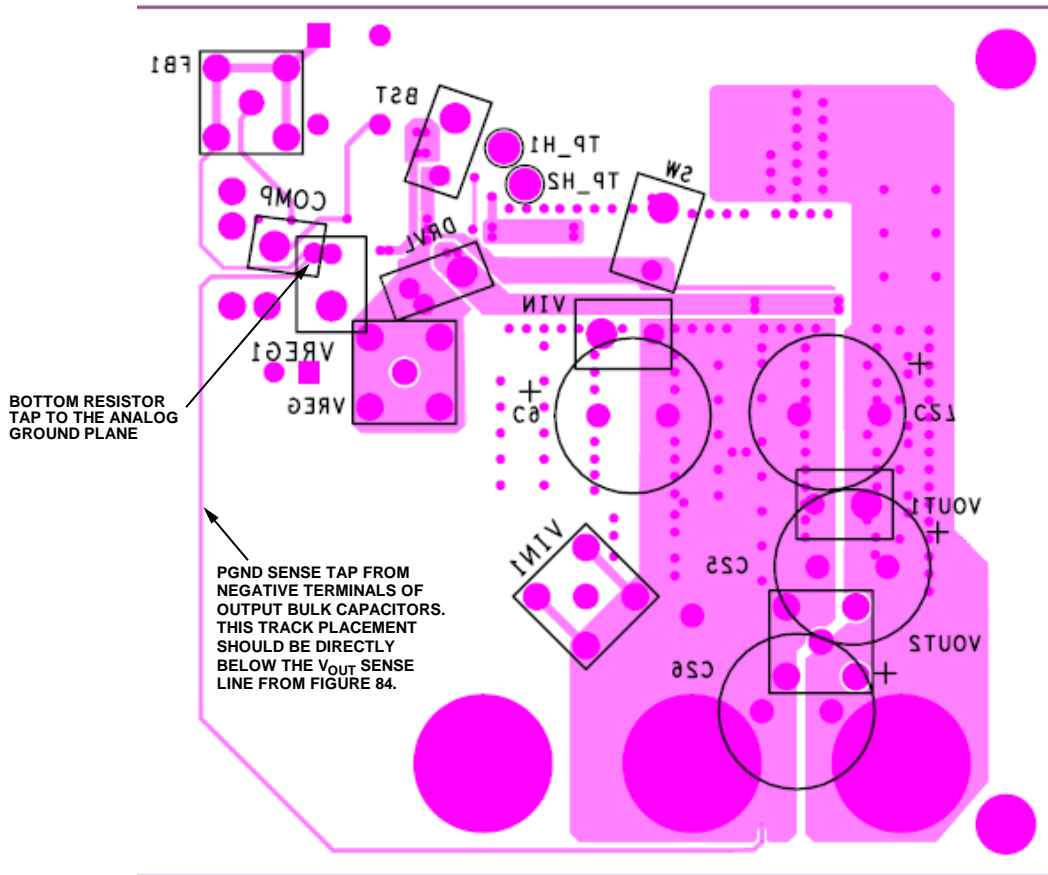 FB1
BST
TP_H1
TP_H2
SW
COMP
DRVL
VIN
VREG1
VREG
C6
C27
BOTTOM RESISTOR
TAP TO THE ANALOG
GROUND PLANE
VOUT1
VIN1
C25
PGND SENSE TAP FROM
NEGATIVE TERMINALS OF
OUTPUT BULK CAPACITORS.
THIS TRACK PLACEMENT
SHOULD BE DIRECTLY
BELOW THE VOUT SENSE
LINE FROM FIGURE 84.
VOUT2
C26